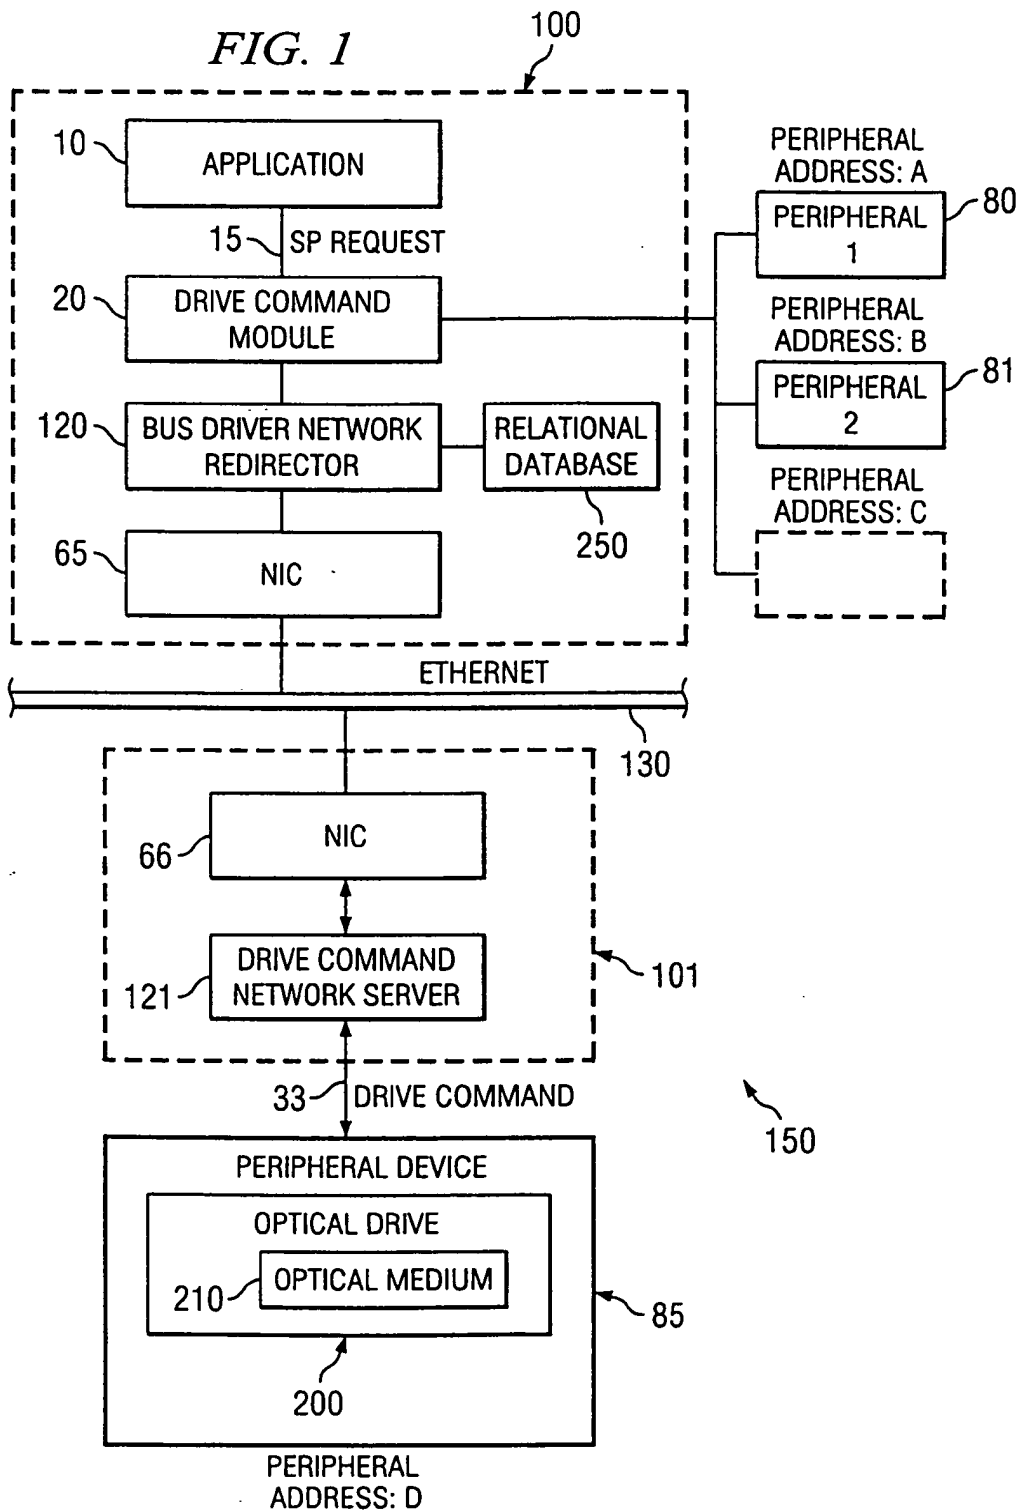 FIG. 1
100
10
APPLICATION
15
SP REQUEST
20
DRIVE COMMAND
MODULE
120
BUS DRIVER NETWORK
REDIRECTOR
RELATIONAL
DATABASE
250
65
NIC
PERIPHERAL
ADDRESS: A
PERIPHERAL
1
80
PERIPHERAL
ADDRESS: B
PERIPHERAL
2
81
PERIPHERAL
ADDRESS: C
ETHERNET
130
66
NIC
121
DRIVE COMMAND
NETWORK SERVER
101
33
DRIVE COMMAND
150
PERIPHERAL DEVICE
OPTICAL DRIVE
210
OPTICAL MEDIUM
85
200
PERIPHERAL
ADDRESS: D